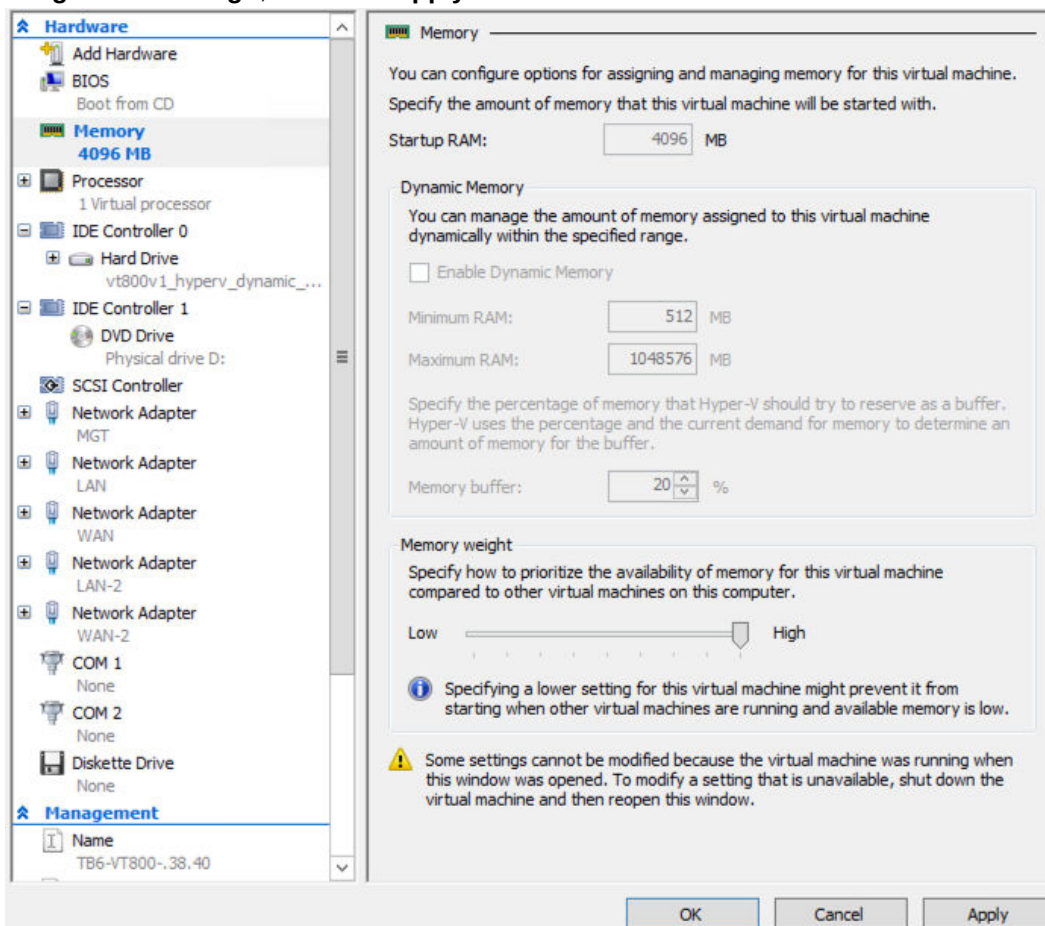 Hardware
Add Hardware
BIOS
Boot from CD
Memory
4096 MB
Processor
1 Virtual processor
IDE Controller 0
Hard Drive
vt800v1_hyperv_dynamic_...
IDE Controller 1
DVD Drive
Physical drive D:
SCSI Controller
Network Adapter
MGT
Network Adapter
LAN
Network Adapter
WAN
Network Adapter
LAN-2
Network Adapter
WAN-2
COM 1
None
COM 2
None
Diskette Drive
None
Management
Name
TB6-VT800-.38.40
Memory
You can configure options for assigning and managing memory for this virtual machine.
Specify the amount of memory that this virtual machine will be started with.
Startup RAM: 4096 MB
Dynamic Memory
You can manage the amount of memory assigned to this virtual machine
dynamically within the specified range.
Enable Dynamic Memory
Minimum RAM: 512 MB
Maximum RAM: 1048576 MB
Specify the percentage of memory that Hyper-V should try to reserve as a buffer.
Hyper-V uses the percentage and the current demand for memory to determine an
amount of memory for the buffer.
Memory buffer: 20 %
Memory weight
Specify how to prioritize the availability of memory for this virtual machine
compared to other virtual machines on this computer.
Low High
Specifying a lower setting for this virtual machine might prevent it from
starting when other virtual machines are running and available memory is low.
Some settings cannot be modified because the virtual machine was running when
this window was opened. To modify a setting that is unavailable, shut down the
virtual machine and then reopen this window.
OK Cancel Apply